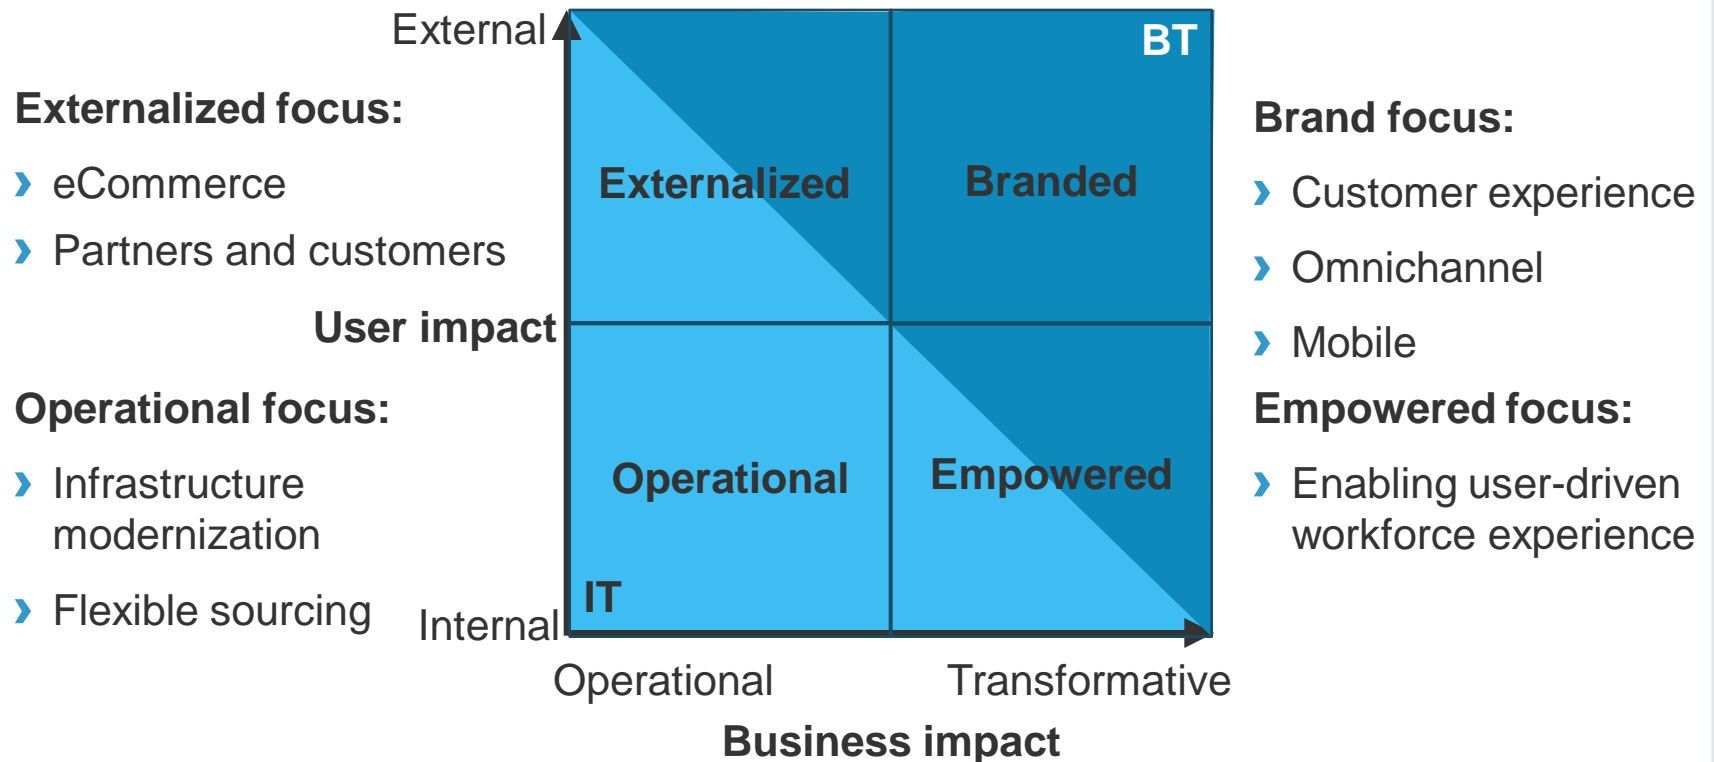 External
BT
Externalized focus:
› eCommerce
› Partners and customers
Externalized
Branded
Brand focus:
› Customer experience
› Omnichannel
› Mobile
User impact
Operational focus:
› Infrastructure
modernization
› Flexible sourcing
Operational
Empowered
Empowered focus:
› Enabling user-driven
workforce experience
IT
Internal
Operational
Transformative
Business impact